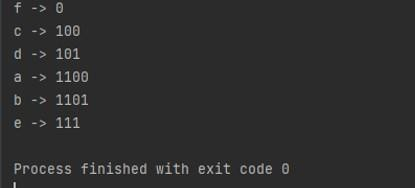 f -> 0
c -> 100
d -> 101
a -> 1100
b -> 1101
e -> 111
Process finished with exit code 0